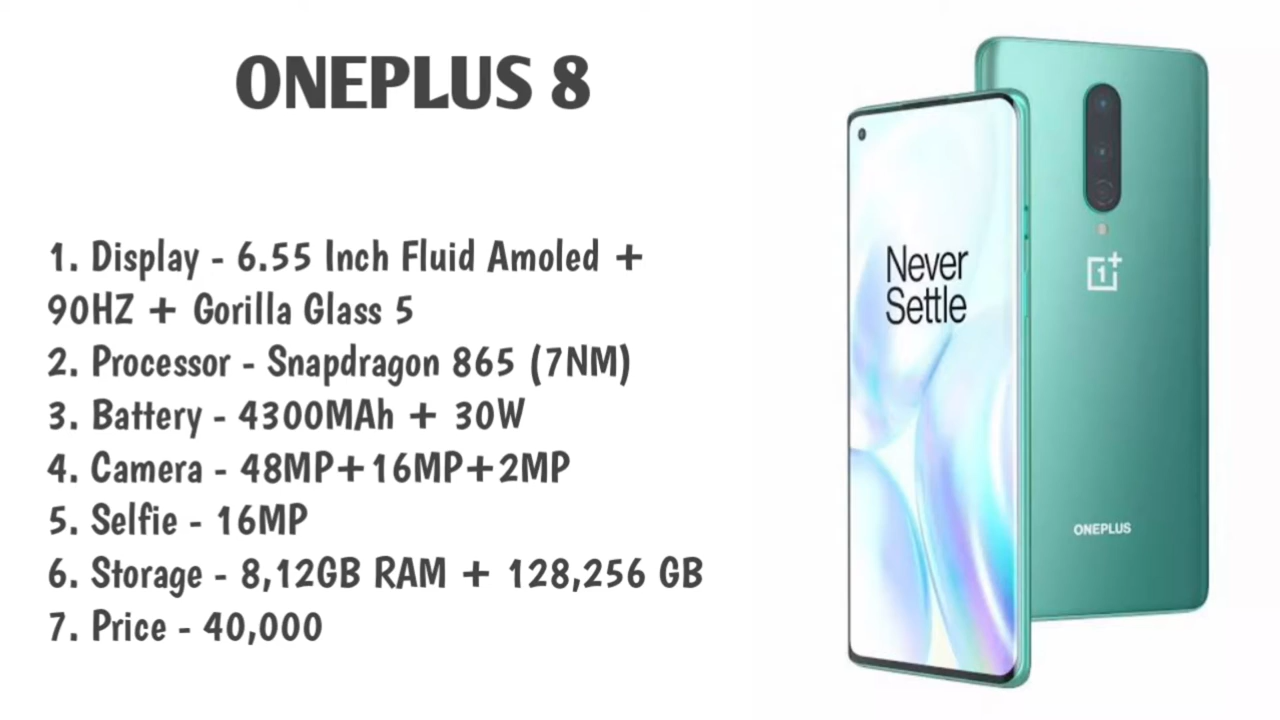 ONEPLUS 8
1. Display - 6.55 Inch Fluid Amoled +
90HZ + Gorilla Glass 5
2. Processor - Snapdragon 865 (7NM)
3. Battery - 4300MAh + 30W
4. Camera - 48MP+16MP+2MP
5. Selfie - 16MP
6. Storage - 8,12GB RAM + 128,256 GB
7. Price - 40,000
Never
Settle
1+
ONEPLUS